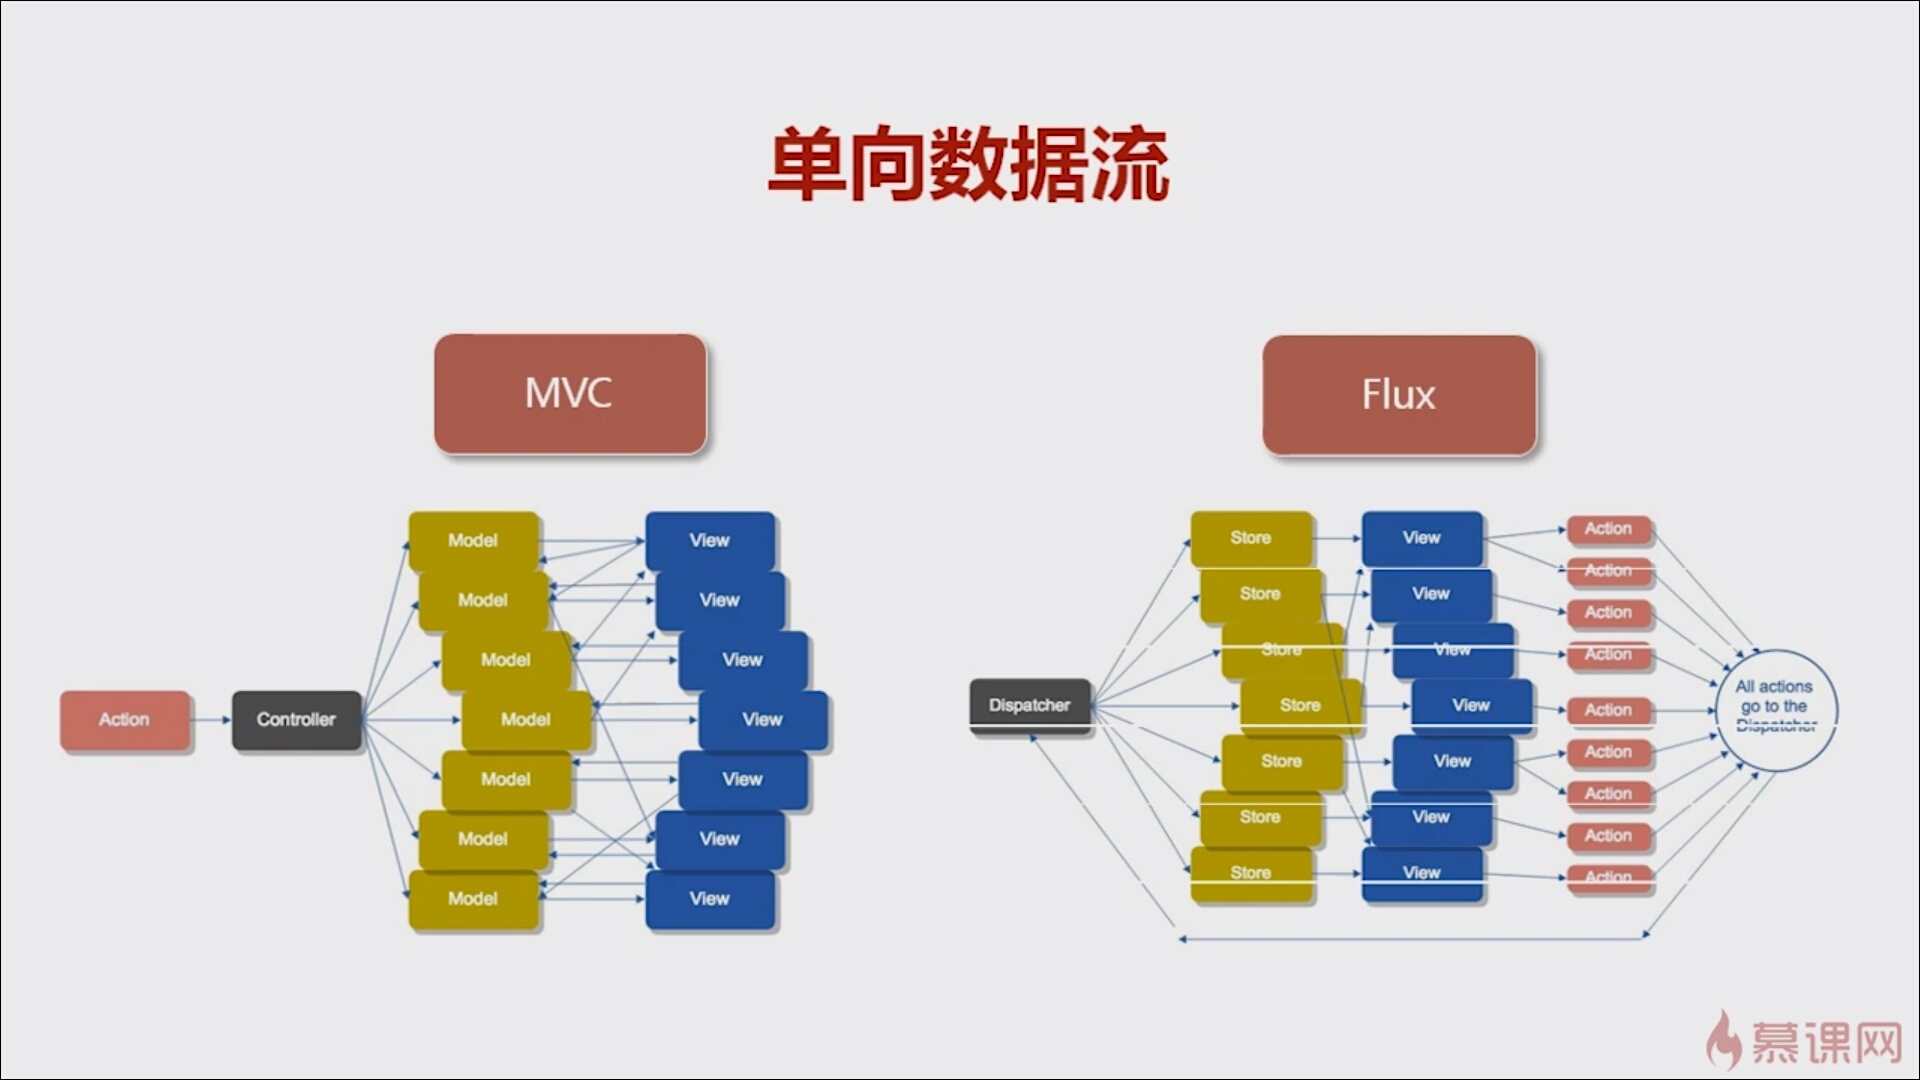 单向数据流
MVC
Flux
Action
Controller
Model
Model
Model
Model
Model
Model
Model
View
View
View
View
View
View
View
Dispatcher
Store
Store
Store
Store
Store
Store
Store
View
View
View
View
View
View
View
Action
Action
Action
Action
Action
Action
Action
Action
Action
All actions
go to the
Dispatcher
慕课网